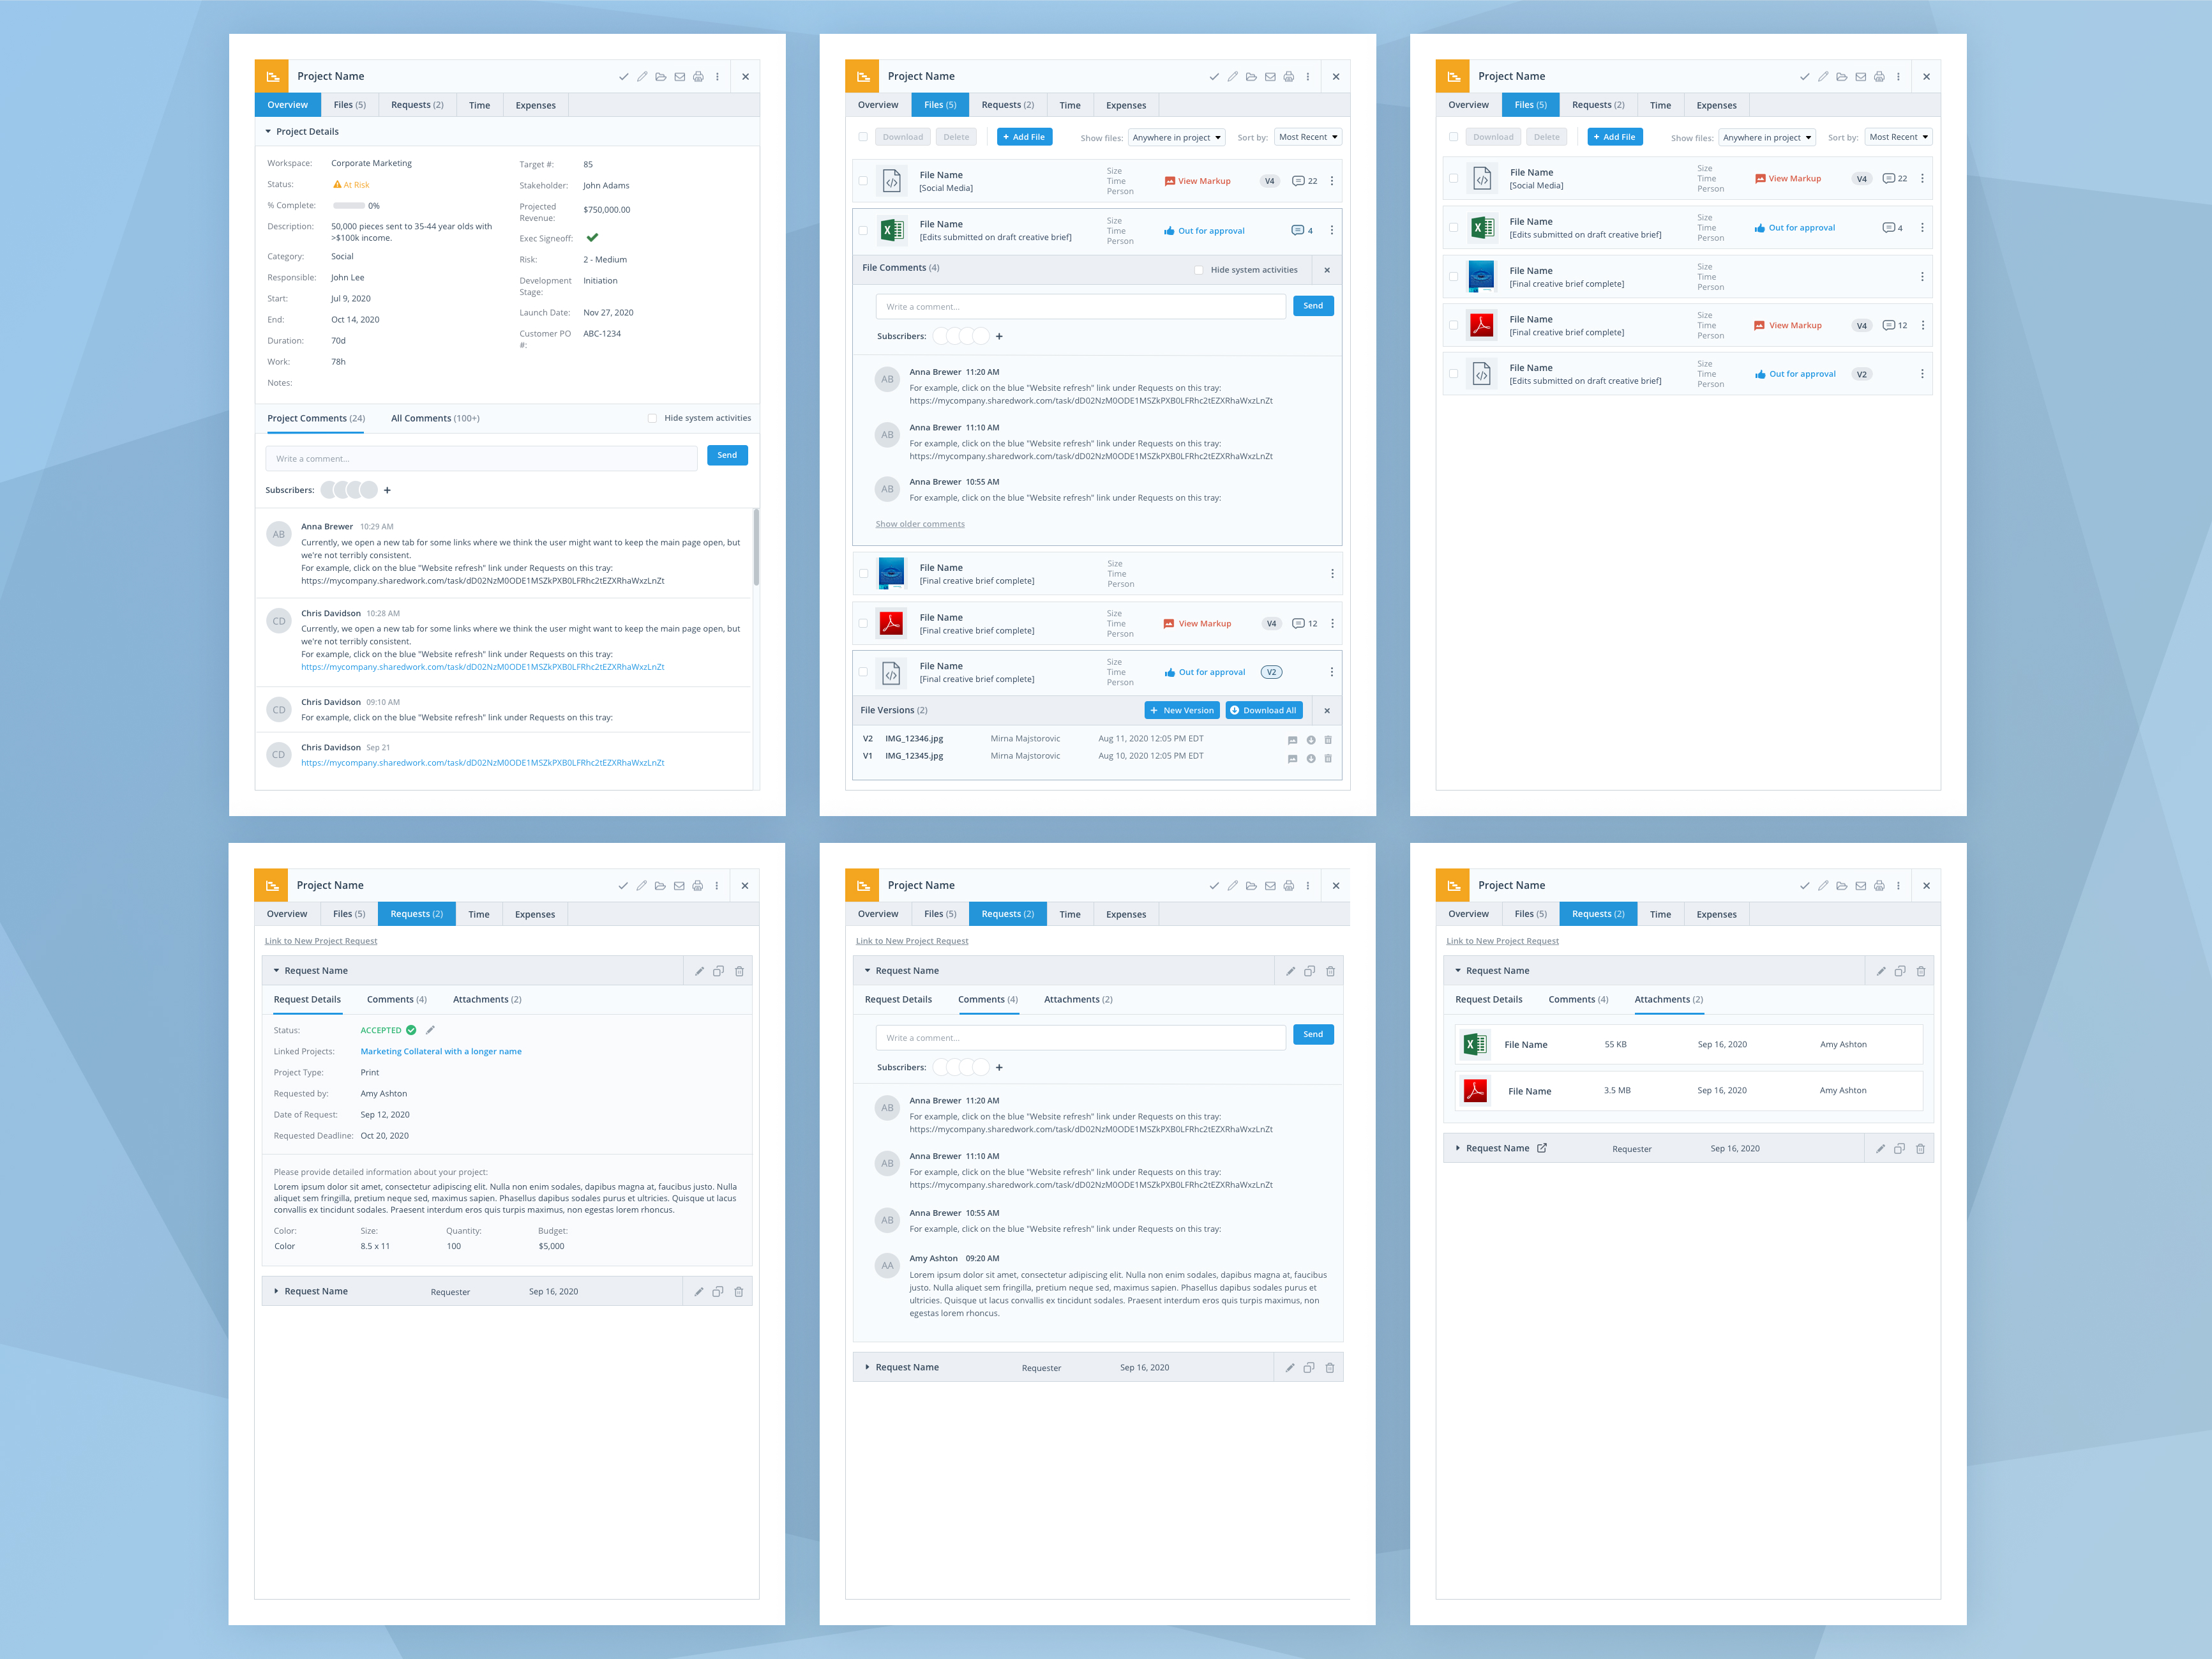 Project Name
Overview Files (5) Requests (2) Time Expenses
Project Details
Workspace: Corporate Marketing
Status: At Risk
% Complete: 0%
Description: 50,000 pieces sent to 35-44 year olds with
>$100k income.
Category: Social
Responsible: John Lee
Start: Jul 9, 2020
End: Oct 14, 2020
Duration: 70d
Work: 78h
Notes:
Target #: 85
Stakeholder: John Adams
Projected
Revenue: $750,000.00
Exec Signeoff:
Risk: 2 - Medium
Development
Stage: Initiation
Launch Date: Nov 27, 2020
Customer PO
#: ABC-1234
Project Comments (24) All Comments (100+) Hide system activities
Write a comment... Send
Subscribers: +
AB Anna Brewer 10:29 AM
Currently, we open a new tab for some links where we think the user might want to keep the main page open, but
we're not terribly consistent.
For example, click on the blue "Website refresh" link under Requests on this tray:
https://mycompany.sharedwork.com/task/dD02NzM0ODE1MSZkPXB0LFRhc2tEZXRhaWxzLnZt
CD Chris Davidson 10:28 AM
Currently, we open a new tab for some links where we think the user might want to keep the main page open, but
we're not terribly consistent.
For example, click on the blue "Website refresh" link under Requests on this tray:
https://mycompany.sharedwork.com/task/dD02NzM0ODE1MSZkPXB0LFRhc2tEZXRhaWxzLnZt
CD Chris Davidson 09:10 AM
For example, click on the blue "Website refresh" link under Requests on this tray:
CD Chris Davidson Sep 21
https://mycompany.sharedwork.com/task/dD02NzM0ODE1MSZkPXB0LFRhc2tEZXRhaWxzLnZt
Project Name
Overview Files (5) Requests (2) Time Expenses
Download Delete + Add File Show files: Anywhere in project Sort by: Most Recent
File Name
[Social Media]
Size
Time
Person
View Markup V4 22
File Name
[Edits submitted on draft creative brief]
Size
Time
Person
Out for approval 4
File Comments (4) Hide system activities
Write a comment... Send
Subscribers: +
AB Anna Brewer 11:20 AM
For example, click on the blue "Website refresh" link under Requests on this tray:
https://mycompany.sharedwork.com/task/dD02NzM0ODE1MSZkPXB0LFRhc2tEZXRhaWxzLnZt
AB Anna Brewer 11:10 AM
For example, click on the blue "Website refresh" link under Requests on this tray:
https://mycompany.sharedwork.com/task/dD02NzM0ODE1MSZkPXB0LFRhc2tEZXRhaWxzLnZt
AB Anna Brewer 10:55 AM
For example, click on the blue "Website refresh" link under Requests on this tray:
Show older comments
File Name
[Final creative brief complete]
Size
Time
Person
File Name
[Final creative brief complete]
Size
Time
Person
View Markup V4 12
File Name
[Final creative brief complete]
Size
Time
Person
Out for approval V2
File Versions (2) + New Version Download All
V2 IMG_12346.jpg Mirna Majstorovic Aug 11, 2020 12:05 PM EDT
V1 IMG_12345.jpg Mirna Majstorovic Aug 10, 2020 12:05 PM EDT
Project Name
Overview Files (5) Requests (2) Time Expenses
Download Delete + Add File Show files: Anywhere in project Sort by: Most Recent
File Name
[Social Media]
Size
Time
Person
View Markup V4 22
File Name
[Edits submitted on draft creative brief]
Size
Time
Person
Out for approval 4
File Name
[Final creative brief complete]
Size
Time
Person
File Name
[Final creative brief complete]
Size
Time
Person
View Markup V4 12
File Name
[Edits submitted on draft creative brief]
Size
Time
Person
Out for approval V2
Project Name
Overview Files (5) Requests (2) Time Expenses
Link to New Project Request
Request Name
Request Details Comments (4) Attachments (2)
Status: ACCEPTED
Linked Projects: Marketing Collateral with a longer name
Project Type: Print
Requested by: Amy Ashton
Date of Request: Sep 12, 2020
Requested Deadline: Oct 20, 2020
Please provide detailed information about your project:
Lorem ipsum dolor sit amet, consectetur adipiscing elit. Nulla non enim sodales, dapibus magna at, faucibus justo. Nulla
aliquet sem fringilla, pretium neque sed, maximus sapien. Phasellus dapibus sodales purus et ultricies. Quisque ut lacus
convallis ex tincidunt sodales. Praesent interdum eros quis turpis maximus, non egestas lorem rhoncus.
Color: Size: Quantity: Budget:
Color 8.5 x 11 100 $5,000
Request Name Requester Sep 16, 2020
Project Name
Overview Files (5) Requests (2) Time Expenses
Link to New Project Request
Request Name
Request Details Comments (4) Attachments (2)
Write a comment... Send
Subscribers: +
AB Anna Brewer 11:20 AM
For example, click on the blue "Website refresh" link under Requests on this tray:
https://mycompany.sharedwork.com/task/dD02NzM0ODE1MSZkPXB0LFRhc2tEZXRhaWxzLnZt
AB Anna Brewer 11:10 AM
For example, click on the blue "Website refresh" link under Requests on this tray:
https://mycompany.sharedwork.com/task/dD02NzM0ODE1MSZkPXB0LFRhc2tEZXRhaWxzLnZt
AB Anna Brewer 10:55 AM
For example, click on the blue "Website refresh" link under Requests on this tray:
AA Amy Ashton 09:20 AM
Lorem ipsum dolor sit amet, consectetur adipiscing elit. Nulla non enim sodales, dapibus magna at, faucibus
justo. Nulla aliquet sem fringilla, pretium neque sed, maximus sapien. Phasellus dapibus sodales purus et
ultricies. Quisque ut lacus convallis ex tincidunt sodales. Praesent interdum eros quis turpis maximus, non
egestas lorem rhoncus.
Request Name Requester Sep 16, 2020
Project Name
Overview Files (5) Requests (2) Time Expenses
Link to New Project Request
Request Name
Request Details Comments (4) Attachments (2)
File Name 55 KB Sep 16, 2020 Amy Ashton
File Name 3.5 MB Sep 16, 2020 Amy Ashton
Request Name Requester Sep 16, 2020